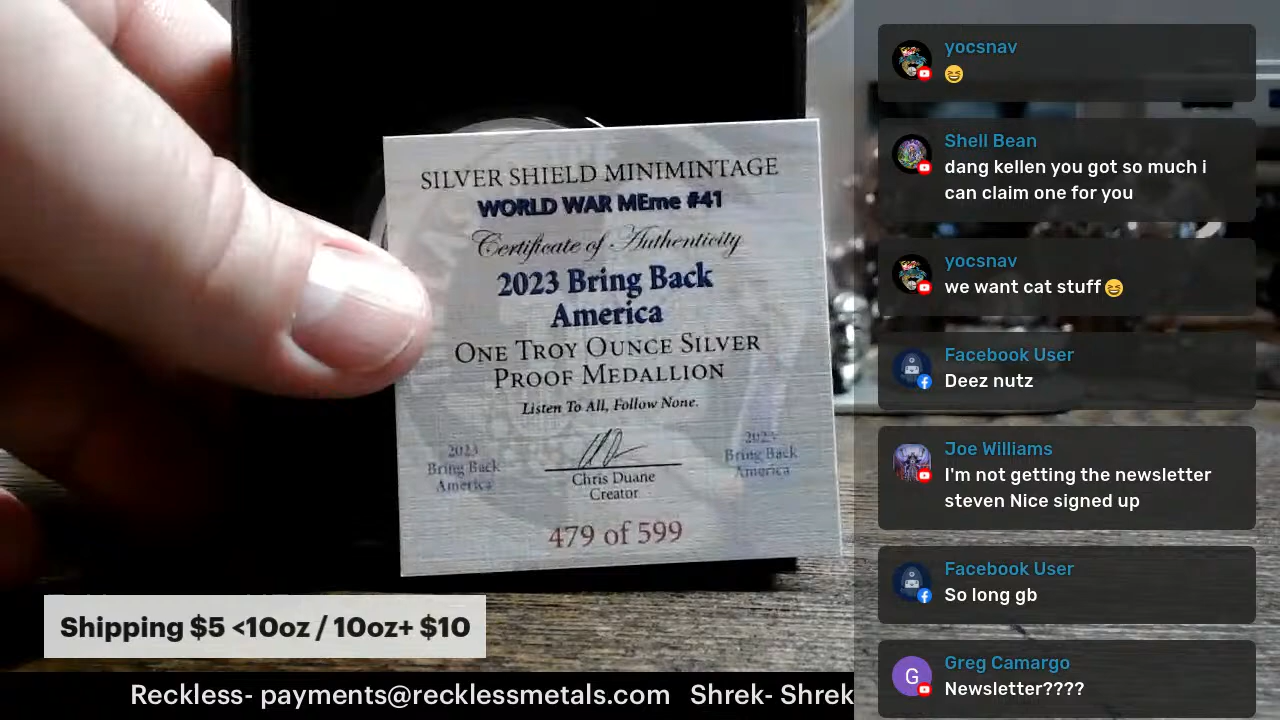 SILVER SHIELD MINIMINTAGE
WORLD WAR MEme #41
Certificate of Authenticity
2023 Bring Back
America
ONE TROY OUNCE SILVER
PROOF MEDALLION
Listen To All, Follow None.
2023
Bring Back
America
Chris Duane
Creator
2023
Bring Back
America
479 of 599
Shipping $5 <10oz / 10oz+ $10
Reckless- payments@recklessmetals.com Shrek- Shrek
yocsnav
😆
Shell Bean
dang kellen you got so much i
can claim one for you
yocsnav
we want cat stuff😆
Facebook User
Deez nutz
Joe Williams
I'm not getting the newsletter
steven Nice signed up
Facebook User
So long gb
Greg Camargo
G
Newsletter????